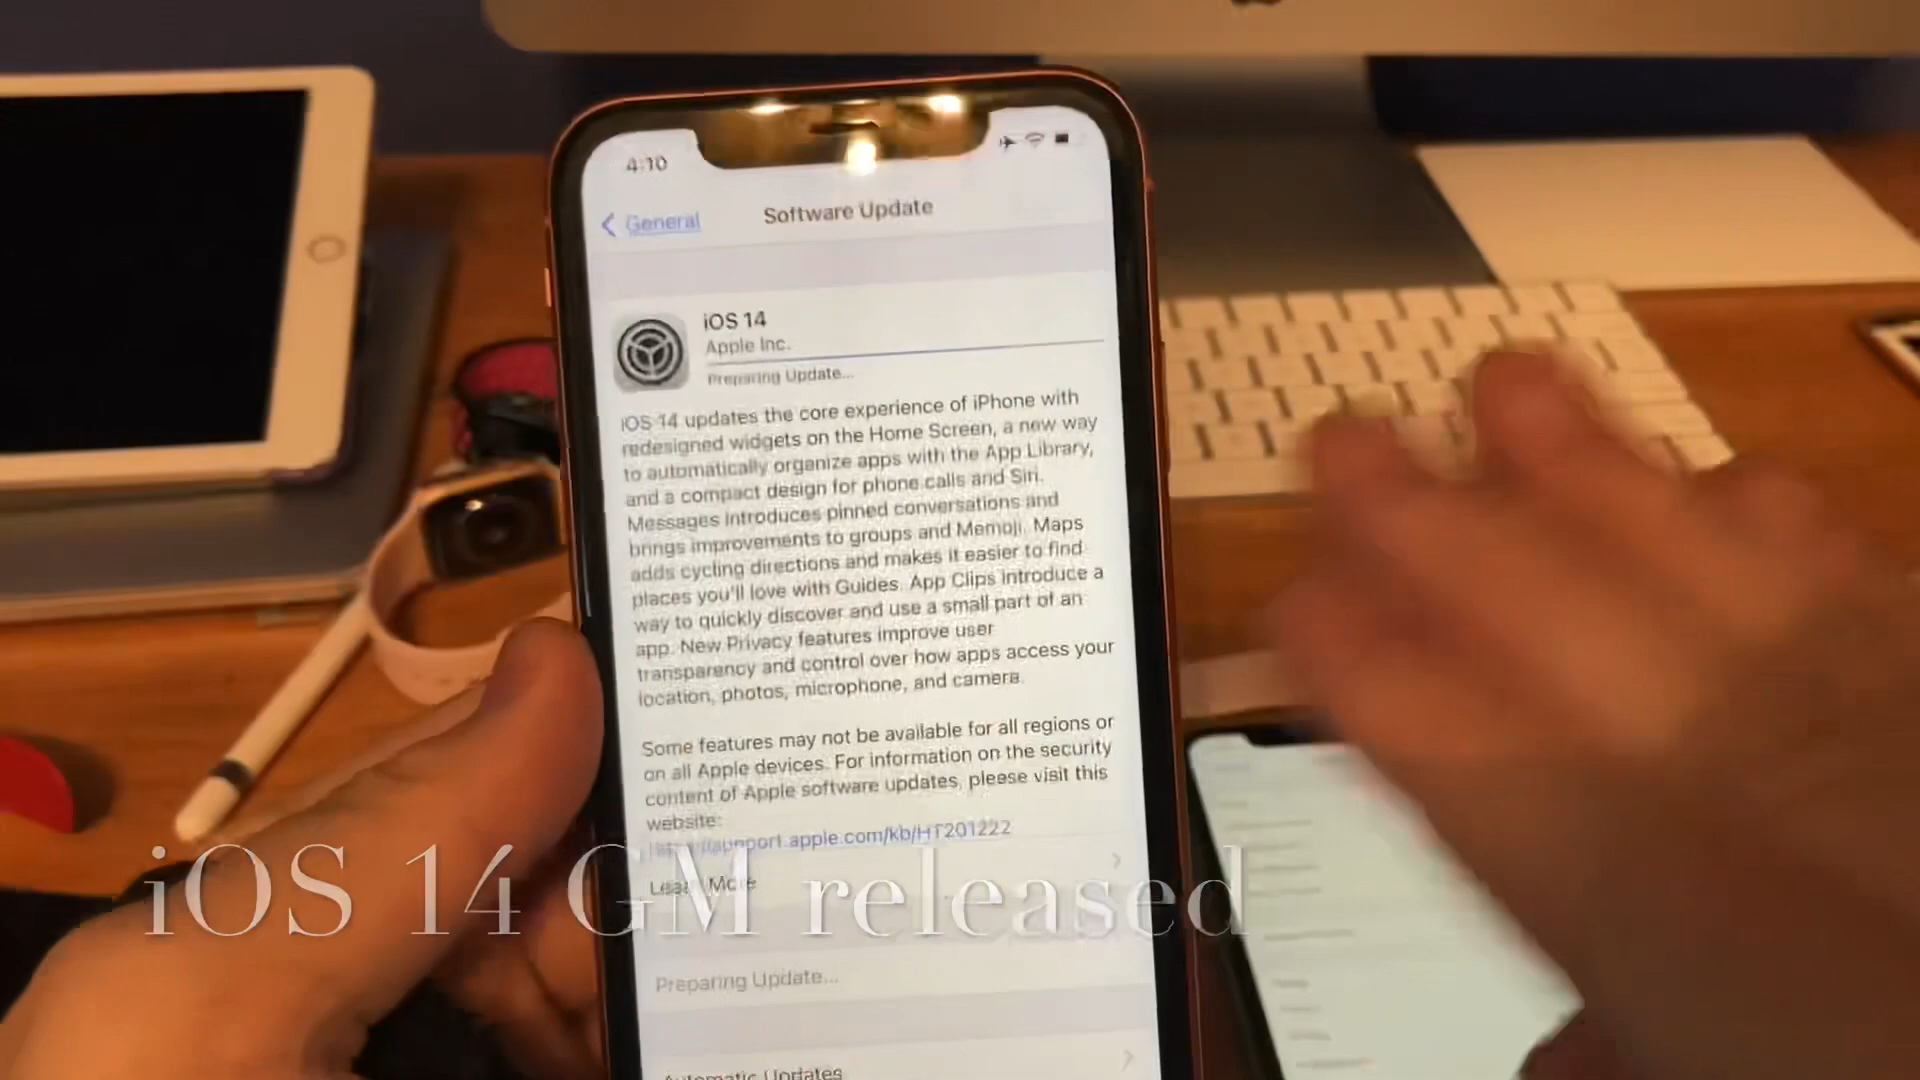 4:10
General
Software Update
iOS 14
Apple Inc.
Preparing Update...
iOS 14 updates the core experience of iPhone with
redesigned widgets on the Home Screen, a new way
to automatically organize apps with the App Library,
and a compact design for phone calls and Siri.
Messages introduces pinned conversations and
brings improvements to groups and Memoji. Maps
adds cycling directions and makes it easier to find
places you'll love with Guides. App Clips introduce a
way to quickly discover and use a small part of an
app. New Privacy features improve user
transparency and control over how apps access your
location, photos, microphone, and camera.
Some features may not be available for all regions or
on all Apple devices. For information on the security
content of Apple software updates, please visit this
website:
https://support.apple.com/kb/HT201222
Learn More
iOS 14 GM released
Preparing Update...
Automatic Updates